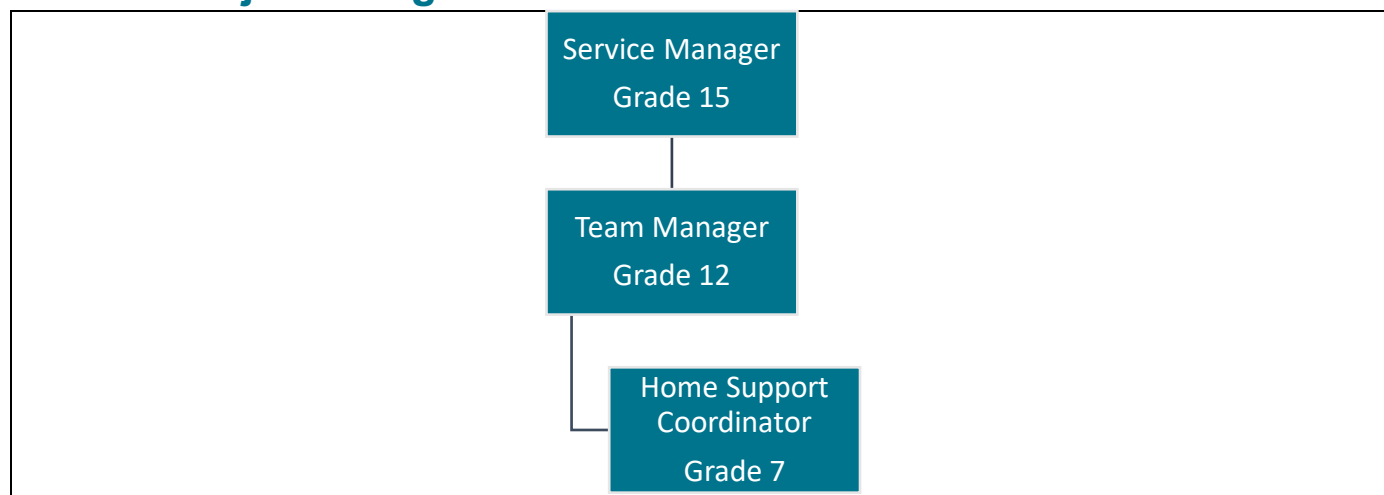 Service Manager
Grade 15
Team Manager
Grade 12
Home Support
Coordinator
Grade 7